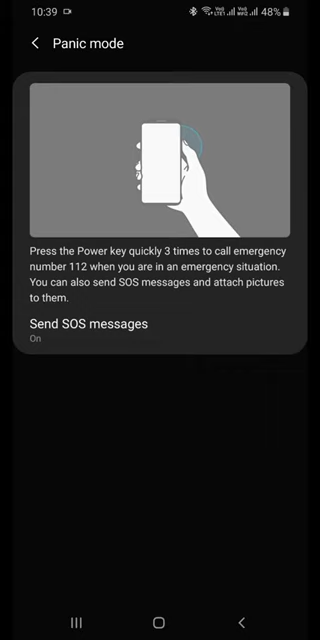 10:39 48%
Panic mode
Press the Power key quickly 3 times to call emergency
number 112 when you are in an emergency situation.
You can also send SOS messages and attach pictures
to them.
Send SOS messages
On